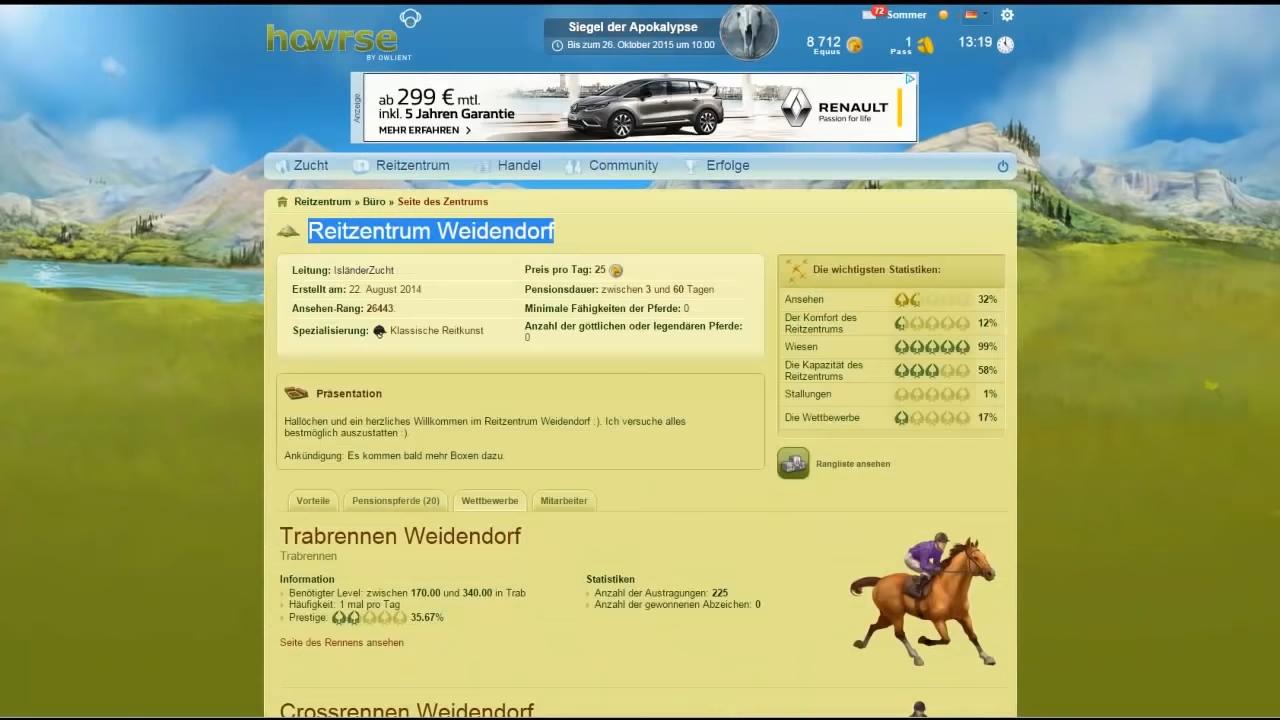 howrse
BY OWLIENT
Siegel der Apokalypse
Bis zum 26. Oktober 2015 um 10:00
72
Sommer
8 712
Equus
1
Pass
13:19
Anzeige
ab 299 € mtl.
inkl. 5 Jahren Garantie
MEHR ERFAHREN
RENAULT
Passion for life
Zucht
Reitzentrum
Handel
Community
Erfolge
Reitzentrum » Büro » Seite des Zentrums
Reitzentrum Weidendorf
Leitung: IsländerZucht
Erstellt am: 22. August 2014
Ansehen-Rang: 26443.
Spezialisierung: Klassische Reitkunst
Preis pro Tag: 25
Pensionsdauer: zwischen 3 und 60 Tagen
Minimale Fähigkeiten der Pferde: 0
Anzahl der göttlichen oder legendären Pferde:
0
Die wichtigsten Statistiken:
Ansehen 32%
Der Komfort des
Reitzentrums 12%
Wiesen 99%
Die Kapazität des
Reitzentrums 58%
Stallungen 1%
Die Wettbewerbe 17%
Rangliste ansehen
Präsentation
Hallöchen und ein herzliches Willkommen im Reitzentrum Weidendorf :). Ich versuche alles
bestmöglich auszustatten :).
Ankündigung: Es kommen bald mehr Boxen dazu.
Vorteile
Pensionspferde (20)
Wettbewerbe
Mitarbeiter
Trabrennen Weidendorf
Trabrennen
Information
Benötigter Level: zwischen 170.00 und 340.00 in Trab
Häufigkeit: 1 mal pro Tag
Prestige: 35.67%
Statistiken
Anzahl der Austragungen: 225
Anzahl der gewonnenen Abzeichen: 0
Seite des Rennens ansehen
Crossrennen Weidendorf